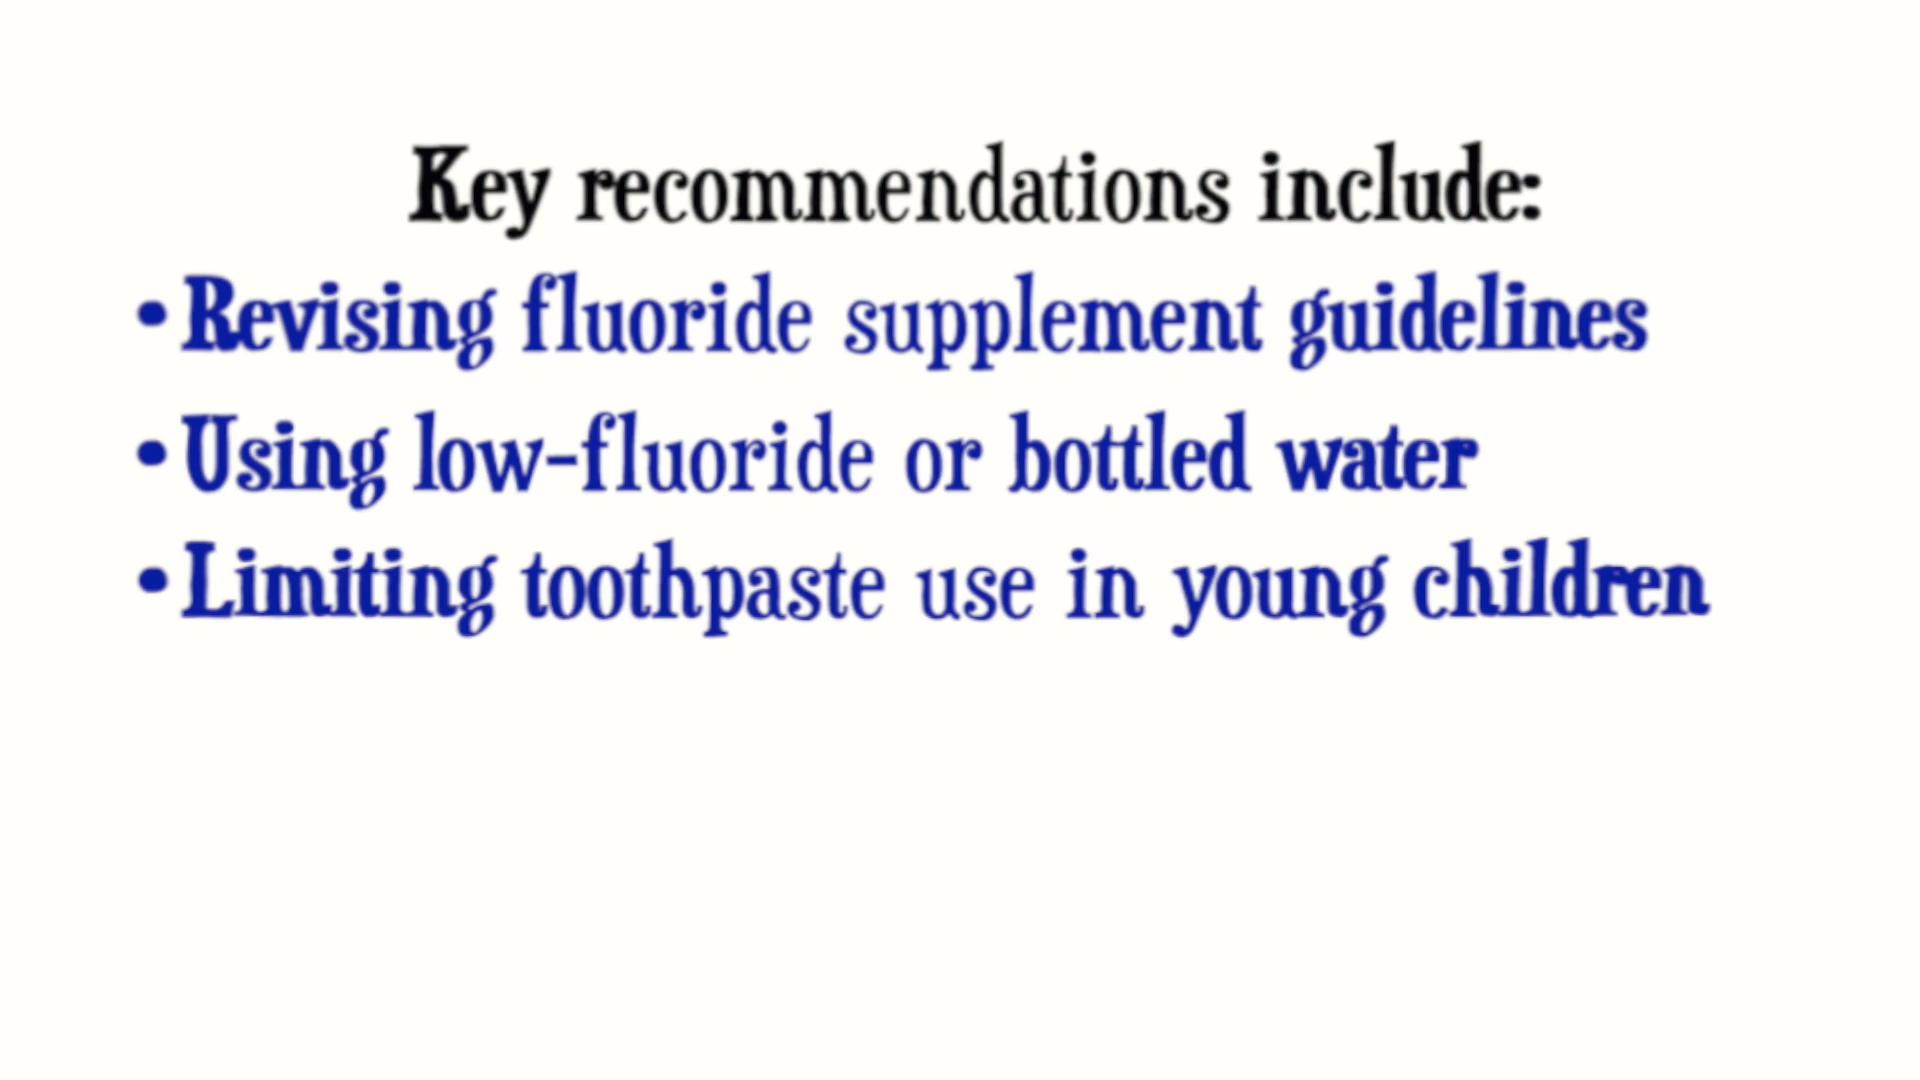 Key recommendations include:
• Revising fluoride supplement guidelines
• Using low-fluoride or bottled water
• Limiting toothpaste use in young children